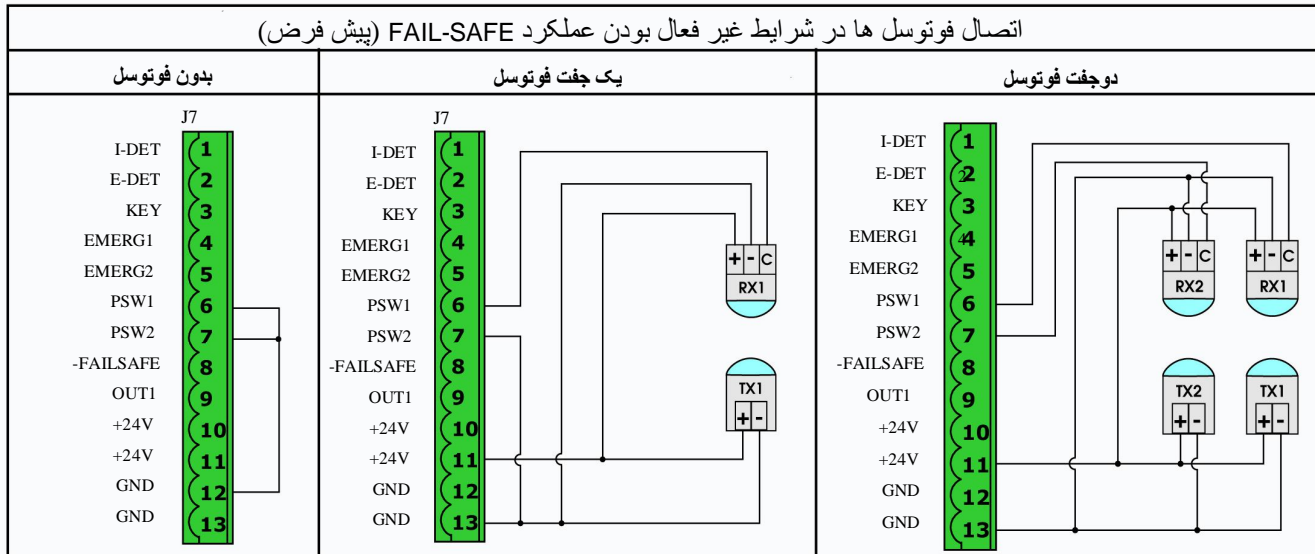 اتصال فوتوسل ها در شرایط غیر فعال بودن عملکرد FAIL-SAFE (پیش فرض)
دوجفت فوتوسل
I-DET 1
E-DET 2
2
KEY 3
EMERG1 4
4
EMERG2 5
PSW1 6
PSW2 7
-FAILSAFE 8
OUT1 9
+24V 10
+24V 11
GND 12
GND 13
+ - C
RX2
+ - C
RX1
TX2
+ -
TX1
+ -
یک جفت فوتوسل
J7
I-DET 1
E-DET 2
KEY 3
EMERG1 4
EMERG2 5
PSW1 6
PSW2 7
-FAILSAFE 8
OUT1 9
+24V 10
+24V 11
GND 12
GND 13
+ - C
RX1
TX1
+ -
بدون فوتوسل
J7
I-DET 1
E-DET 2
KEY 3
EMERG1 4
EMERG2 5
PSW1 6
PSW2 7
-FAILSAFE 8
OUT1 9
+24V 10
+24V 11
GND 12
GND 13